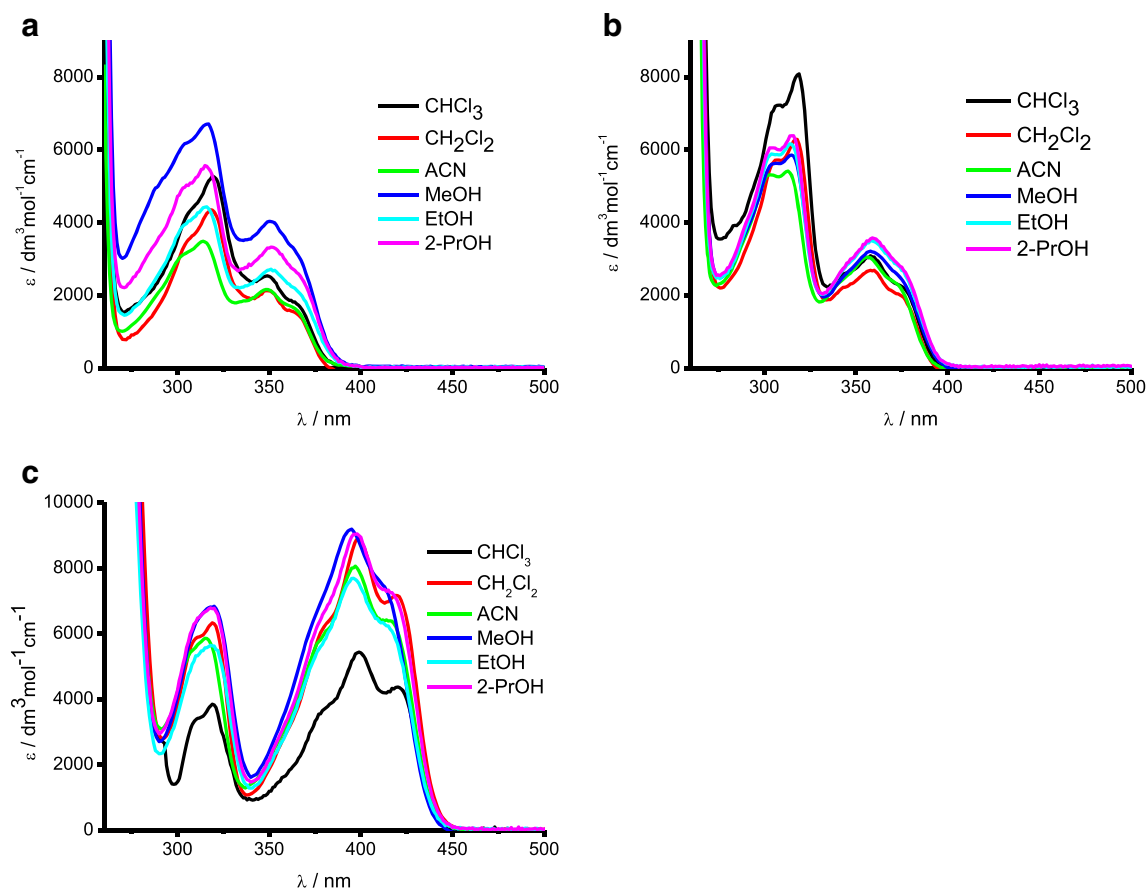 a
ε / dm³mol⁻¹cm⁻¹
8000
6000
4000
2000
0
300
350
400
450
500
λ / nm
CHCl₃
CH₂Cl₂
ACN
MeOH
EtOH
2-PrOH
b
ε / dm³mol⁻¹cm⁻¹
8000
6000
4000
2000
0
300
350
400
450
500
λ / nm
CHCl₃
CH₂Cl₂
ACN
MeOH
EtOH
2-PrOH
c
ε / dm³mol⁻¹cm⁻¹
10000
8000
6000
4000
2000
0
300
350
400
450
500
λ / nm
CHCl₃
CH₂Cl₂
ACN
MeOH
EtOH
2-PrOH